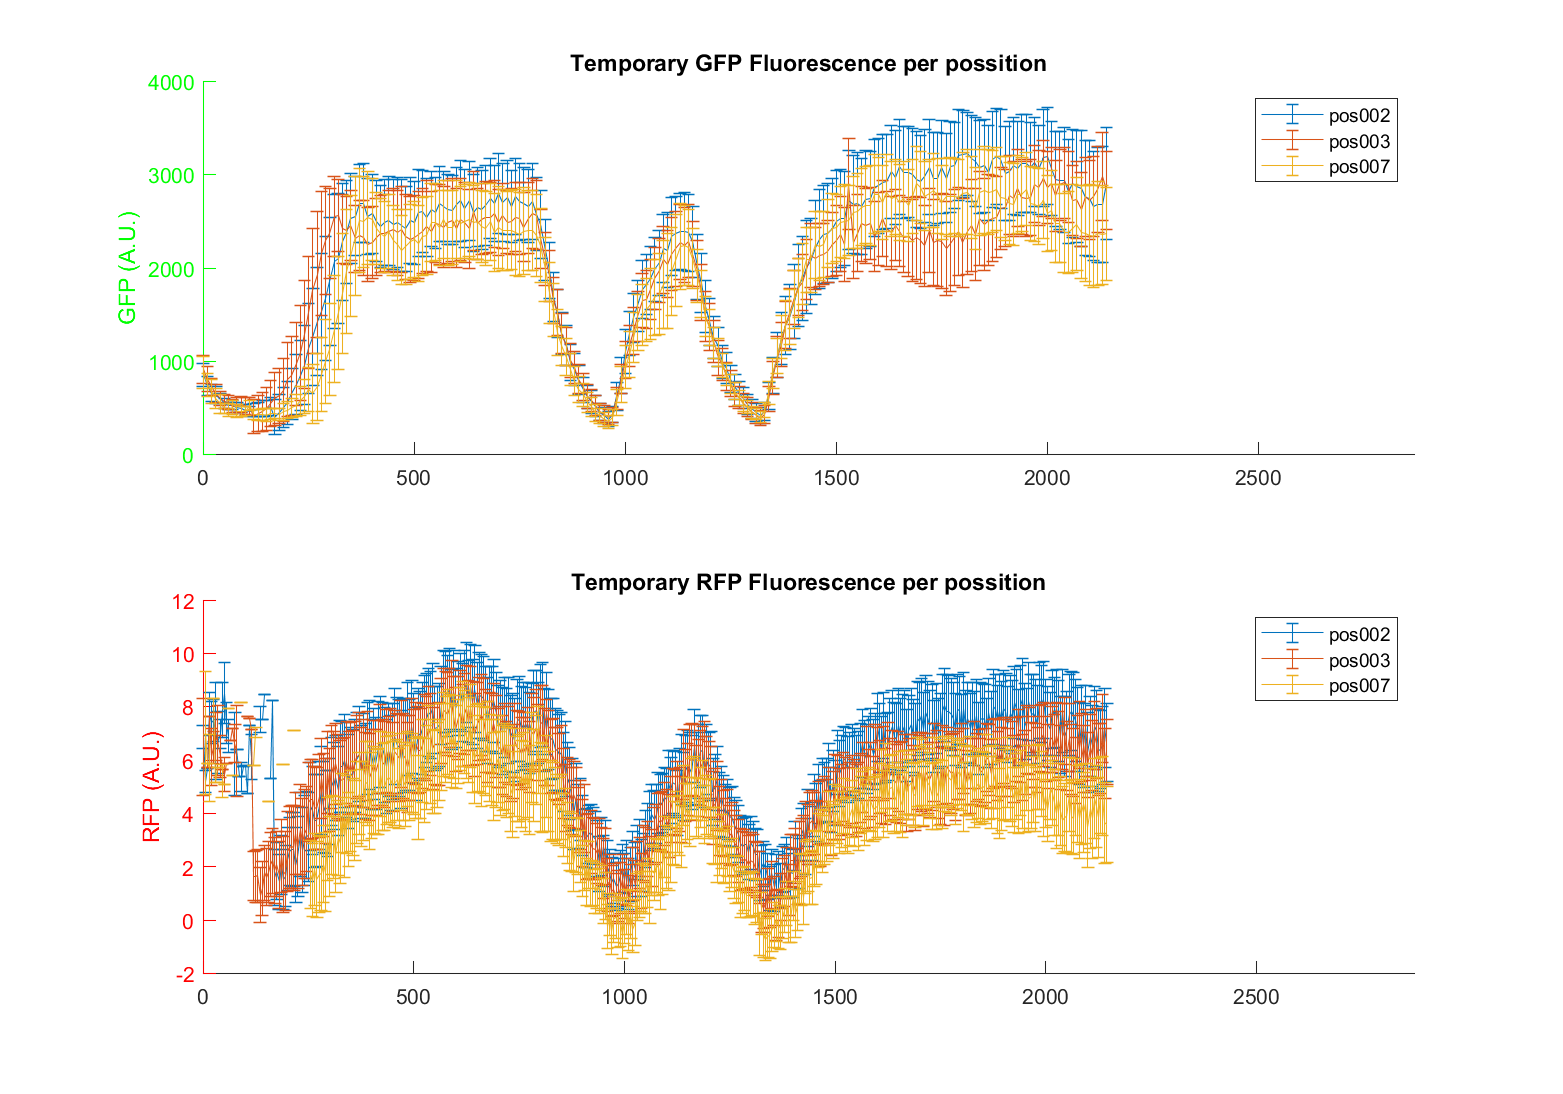 Temporary GFP Fluorescence per possition
GFP (A.U.)
4000
3000
2000
1000
0
0 500 1000 1500 2000 2500
pos002
pos003
pos007
Temporary RFP Fluorescence per possition
RFP (A.U.)
12
10
8
6
4
2
0
-2
0 500 1000 1500 2000 2500
pos002
pos003
pos007